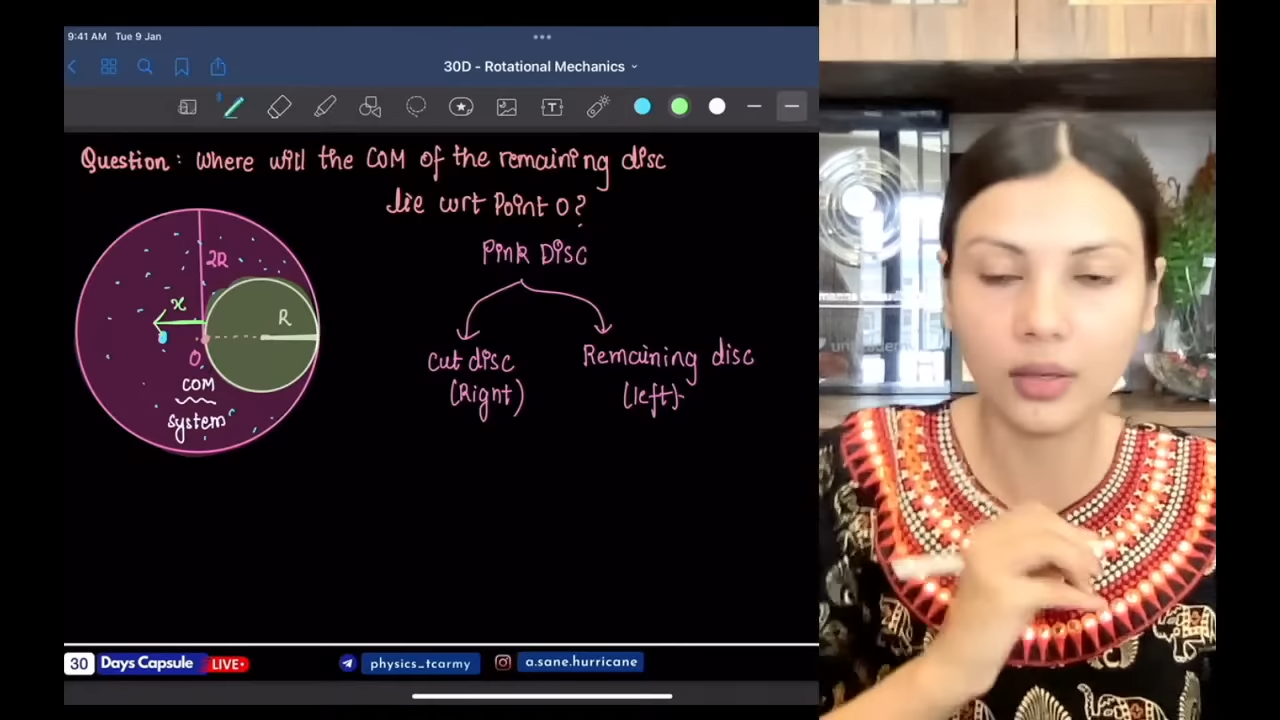 9:41 AM Tue 9 Jan
30D - Rotational Mechanics
Question: where will the COM of the remaining disc
lie wrt Point O?
Pink Disc
2R
x
R
O
Cut disc
(Right)
Remaining disc
(left)
COM
system
30 Days Capsule LIVE
physics_tcarmy
a.sane.hurricane